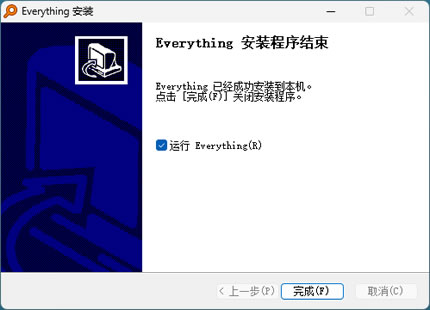 Everything 安装
Everything 安装程序结束
Everything 已经成功安装到本机。
点击 [完成(F)] 关闭安装程序。
运行 Everything(R)
< 上一步(P) 完成(F) 取消(C)